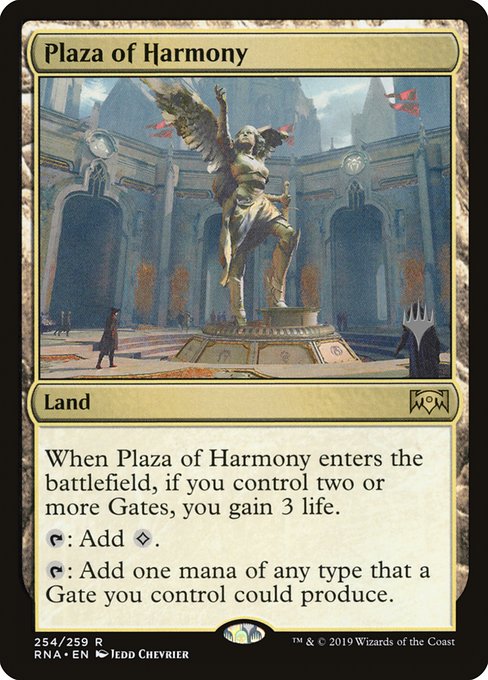 Plaza of Harmony
Land
When Plaza of Harmony enters the
battlefield, if you control two or
more Gates, you gain 3 life.
: Add .
: Add one mana of any type that a
Gate you control could produce.
254/259 R
RNA • EN Jedd Chevrier
™ & © 2019 Wizards of the Coast